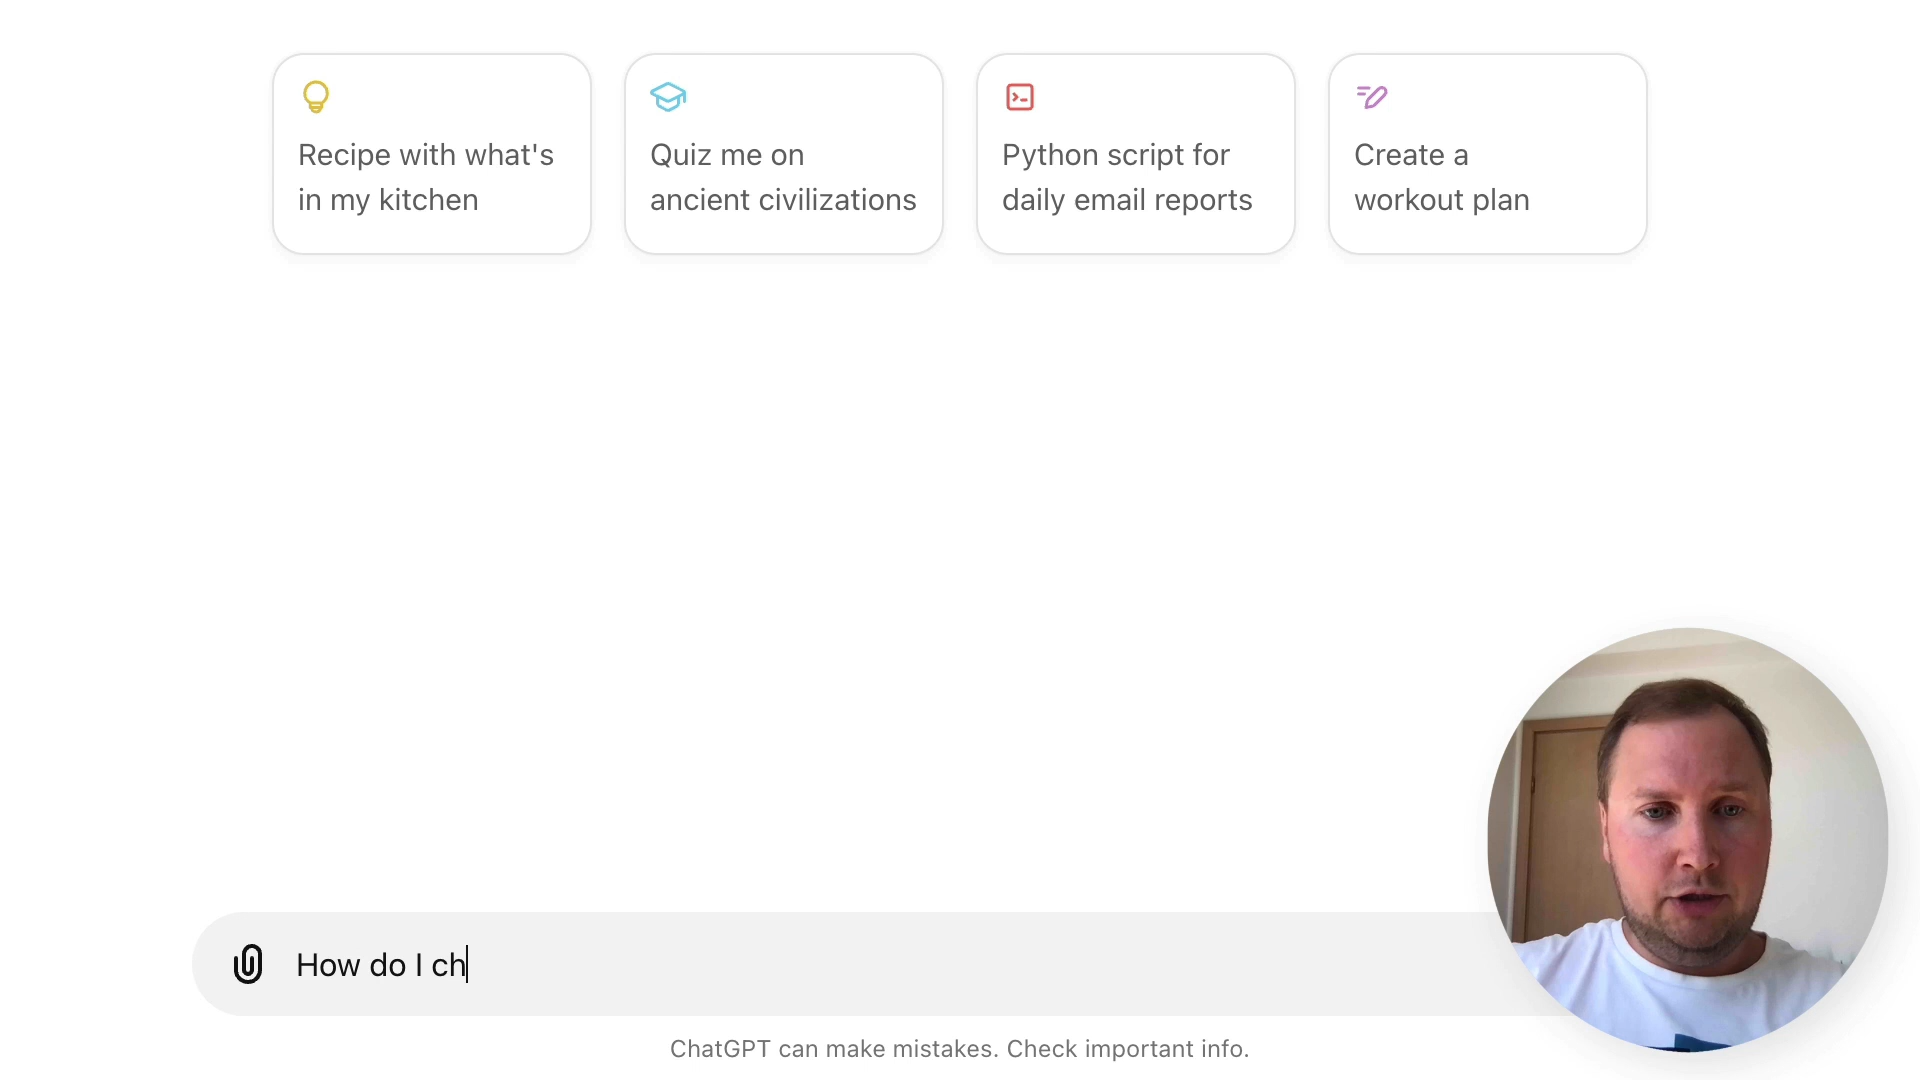 Recipe with what's
in my kitchen
Quiz me on
ancient civilizations
Python script for
daily email reports
Create a
workout plan
How do I ch
ChatGPT can make mistakes. Check important info.